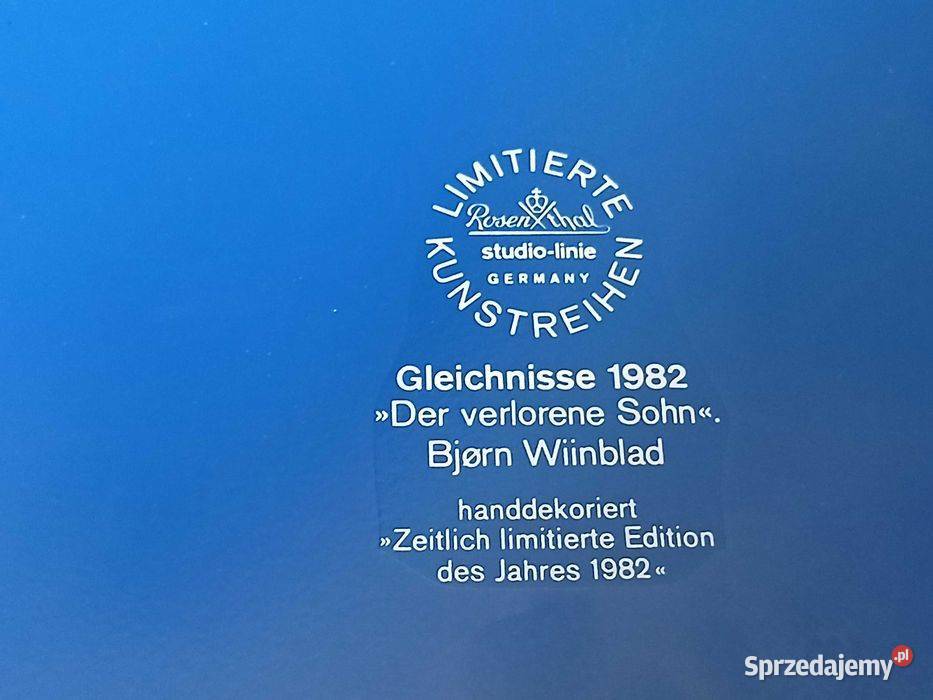 LIMITIERTE
Rosenthal
studio-linie
GERMANY
KUNSTREIHEN
Gleichnisse 1982
»Der verlorene Sohn«.
Bjørn Wiinblad
handdekoriert
»Zeitlich limitierte Edition
des Jahres 1982«
Sprzedajemy.pl